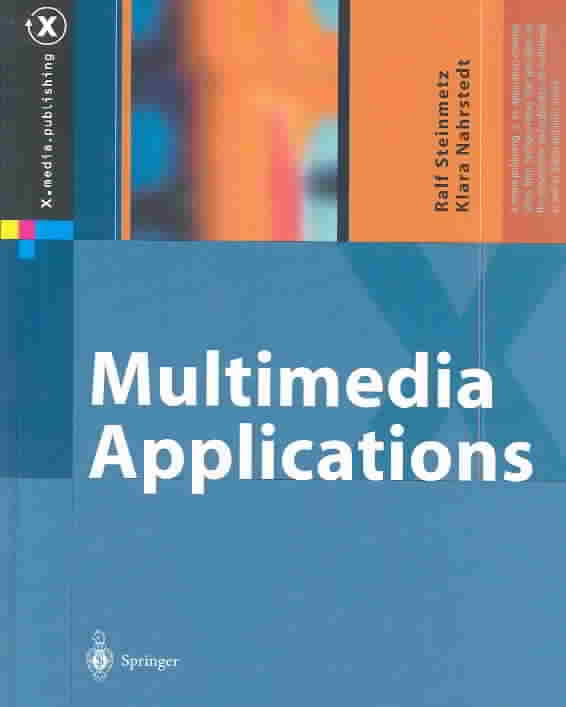 X
X.media.publishing
Ralf Steinmetz
Klara Nahrstedt
Multimedia
Applications
Springer